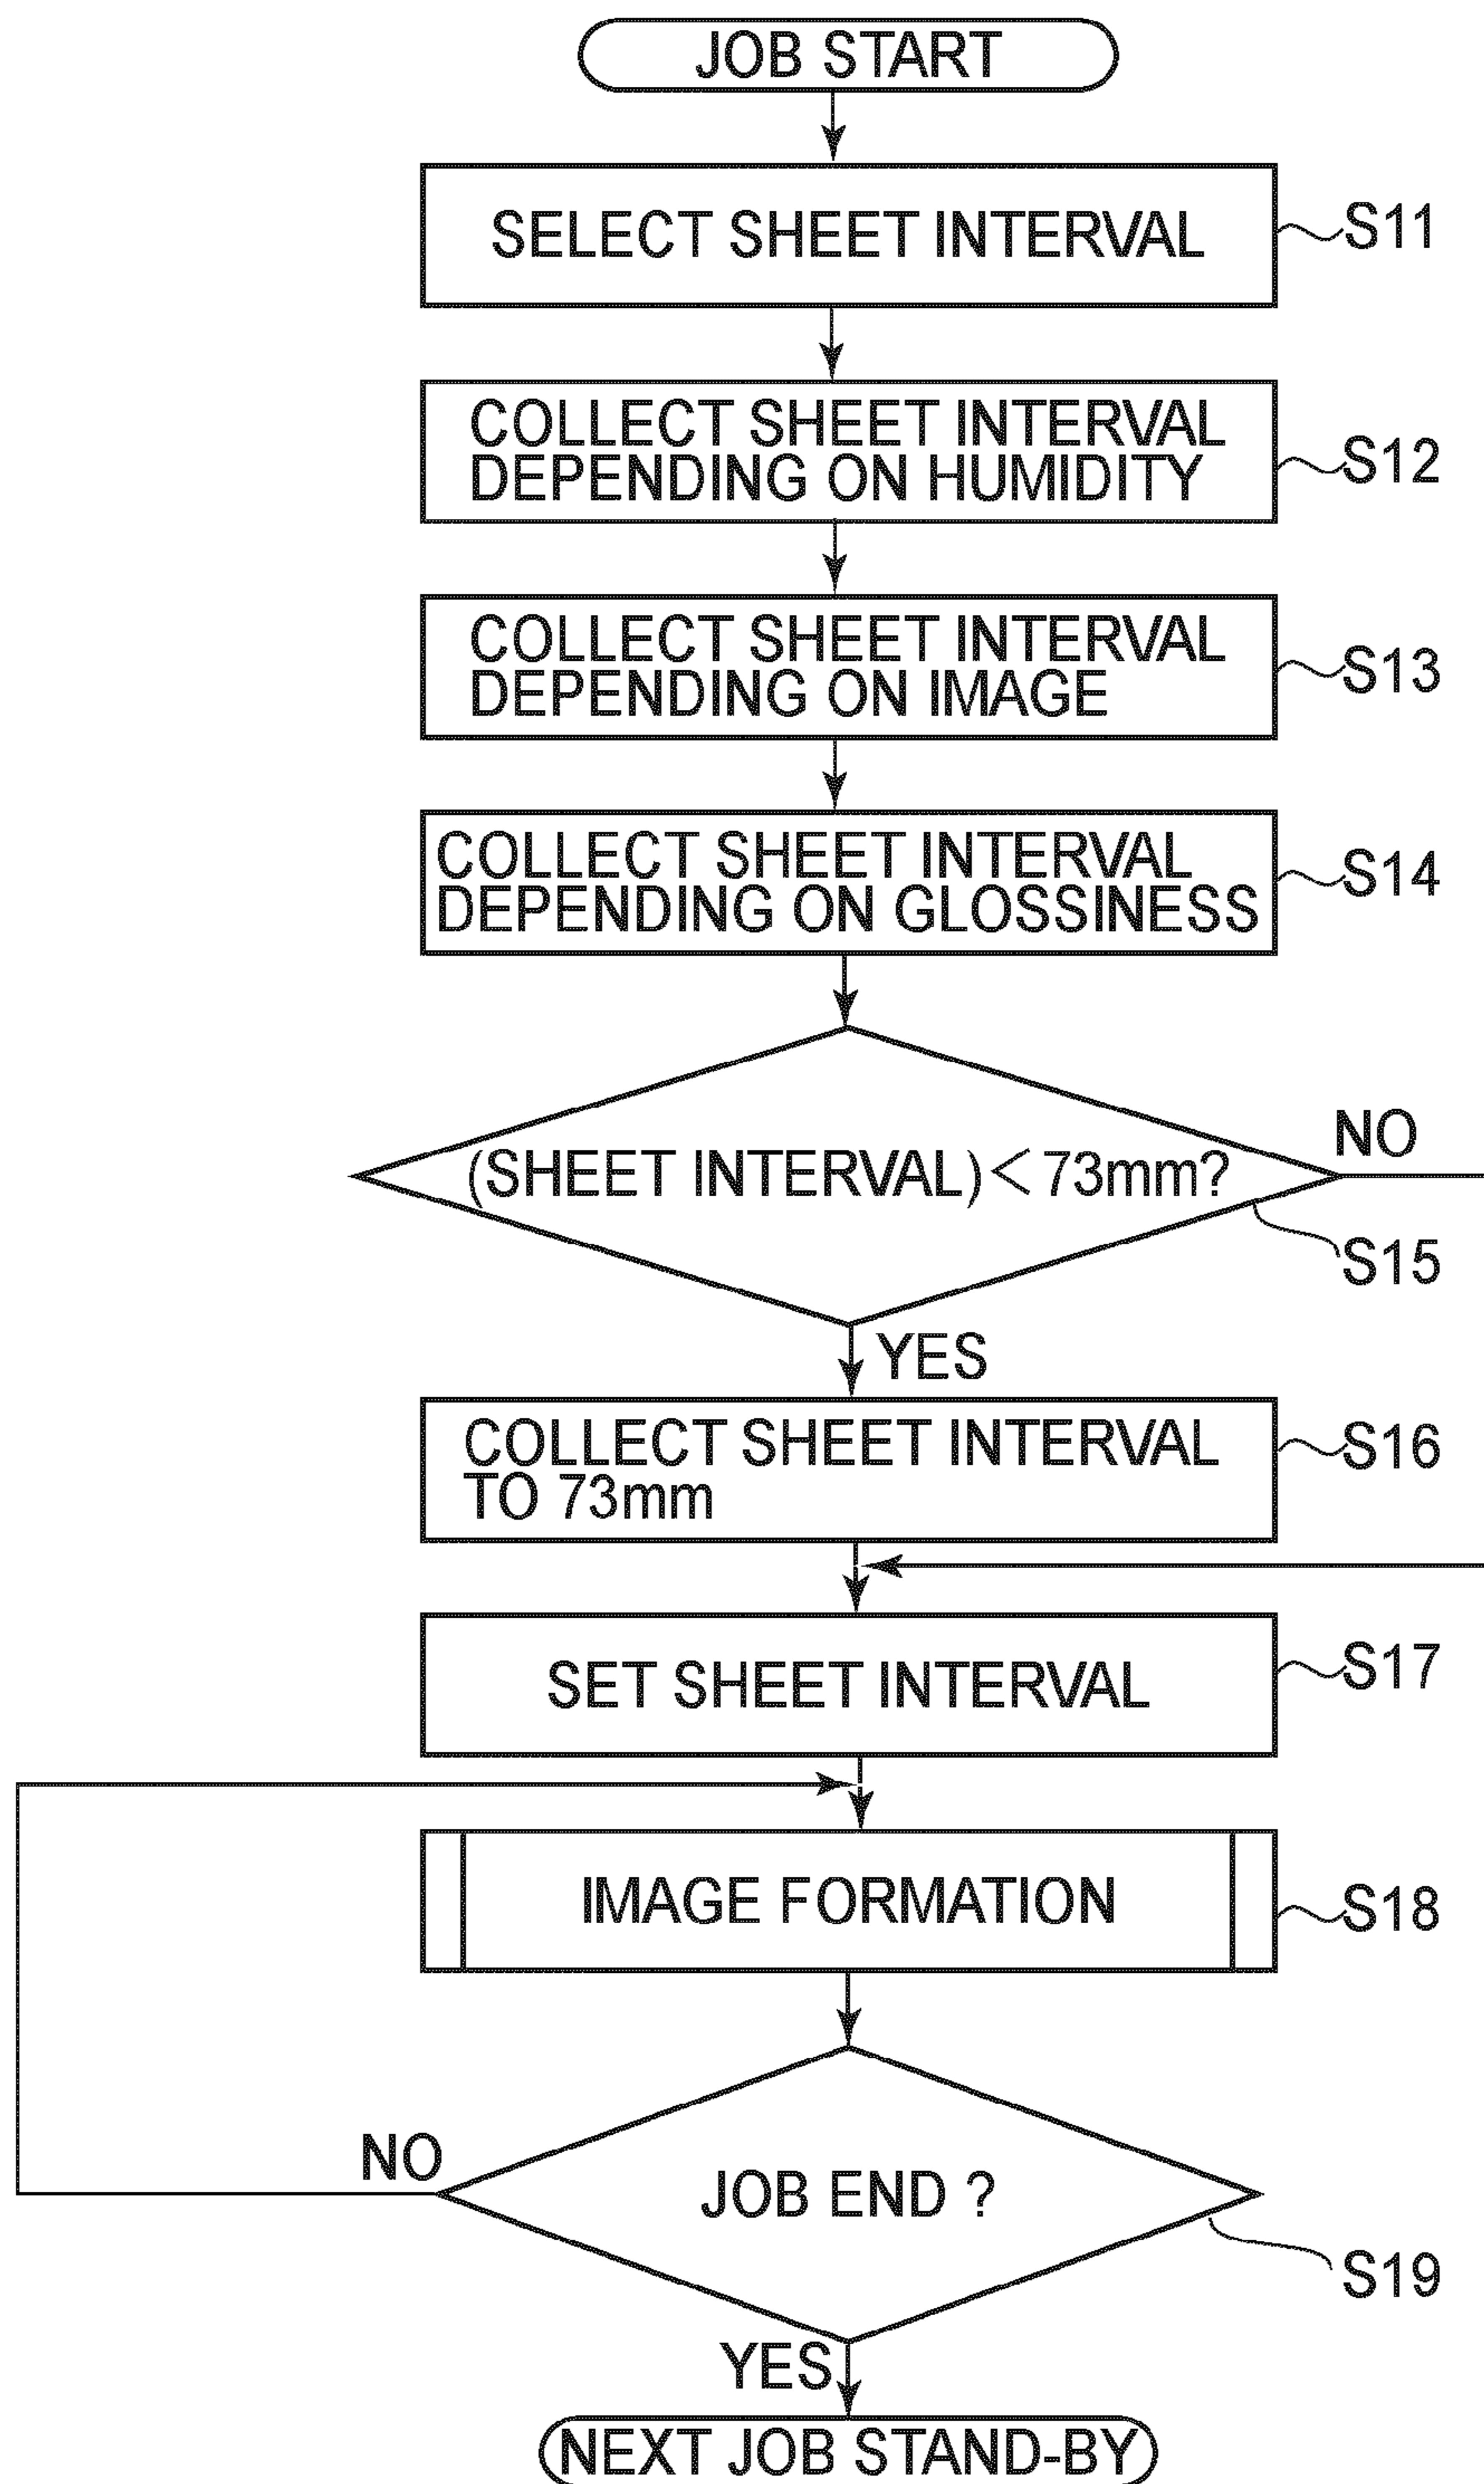 JOB START
SELECT SHEET INTERVAL
S11
COLLECT SHEET INTERVAL
DEPENDING ON HUMIDITY
S12
COLLECT SHEET INTERVAL
DEPENDING ON IMAGE
S13
COLLECT SHEET INTERVAL
DEPENDING ON GLOSSINESS
S14
(SHEET INTERVAL)<73mm?
NO
S15
YES
COLLECT SHEET INTERVAL
TO 73mm
S16
SET SHEET INTERVAL
S17
IMAGE FORMATION
S18
NO
JOB END ?
S19
YES
NEXT JOB STAND-BY